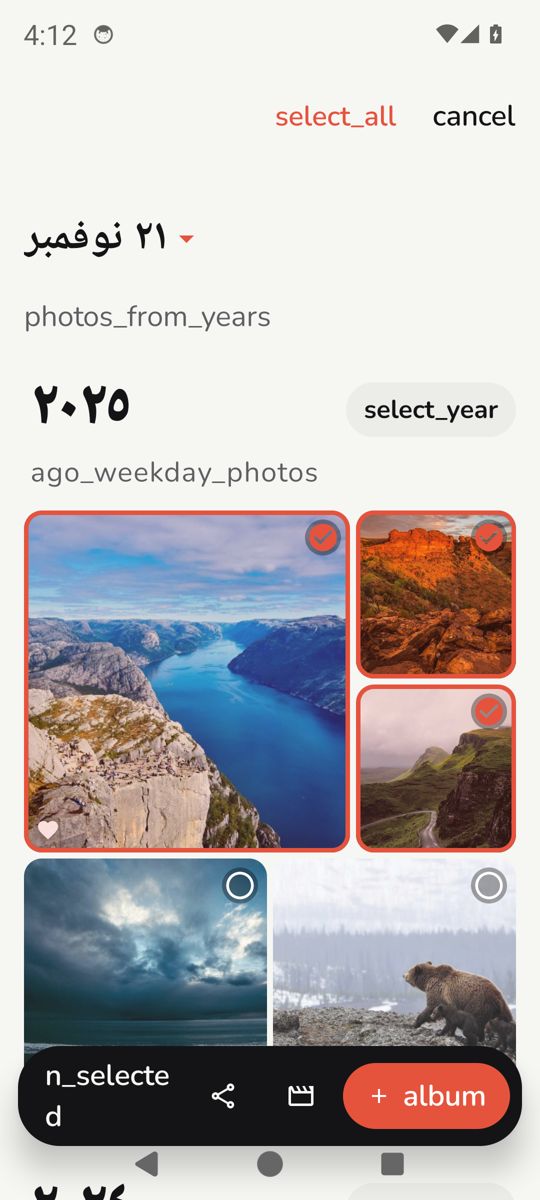 4:12
select_all cancel
٢١ نوفمبر
photos_from_years
٢٠٢٥
select_year
ago_weekday_photos
n_selecte
d
+ album